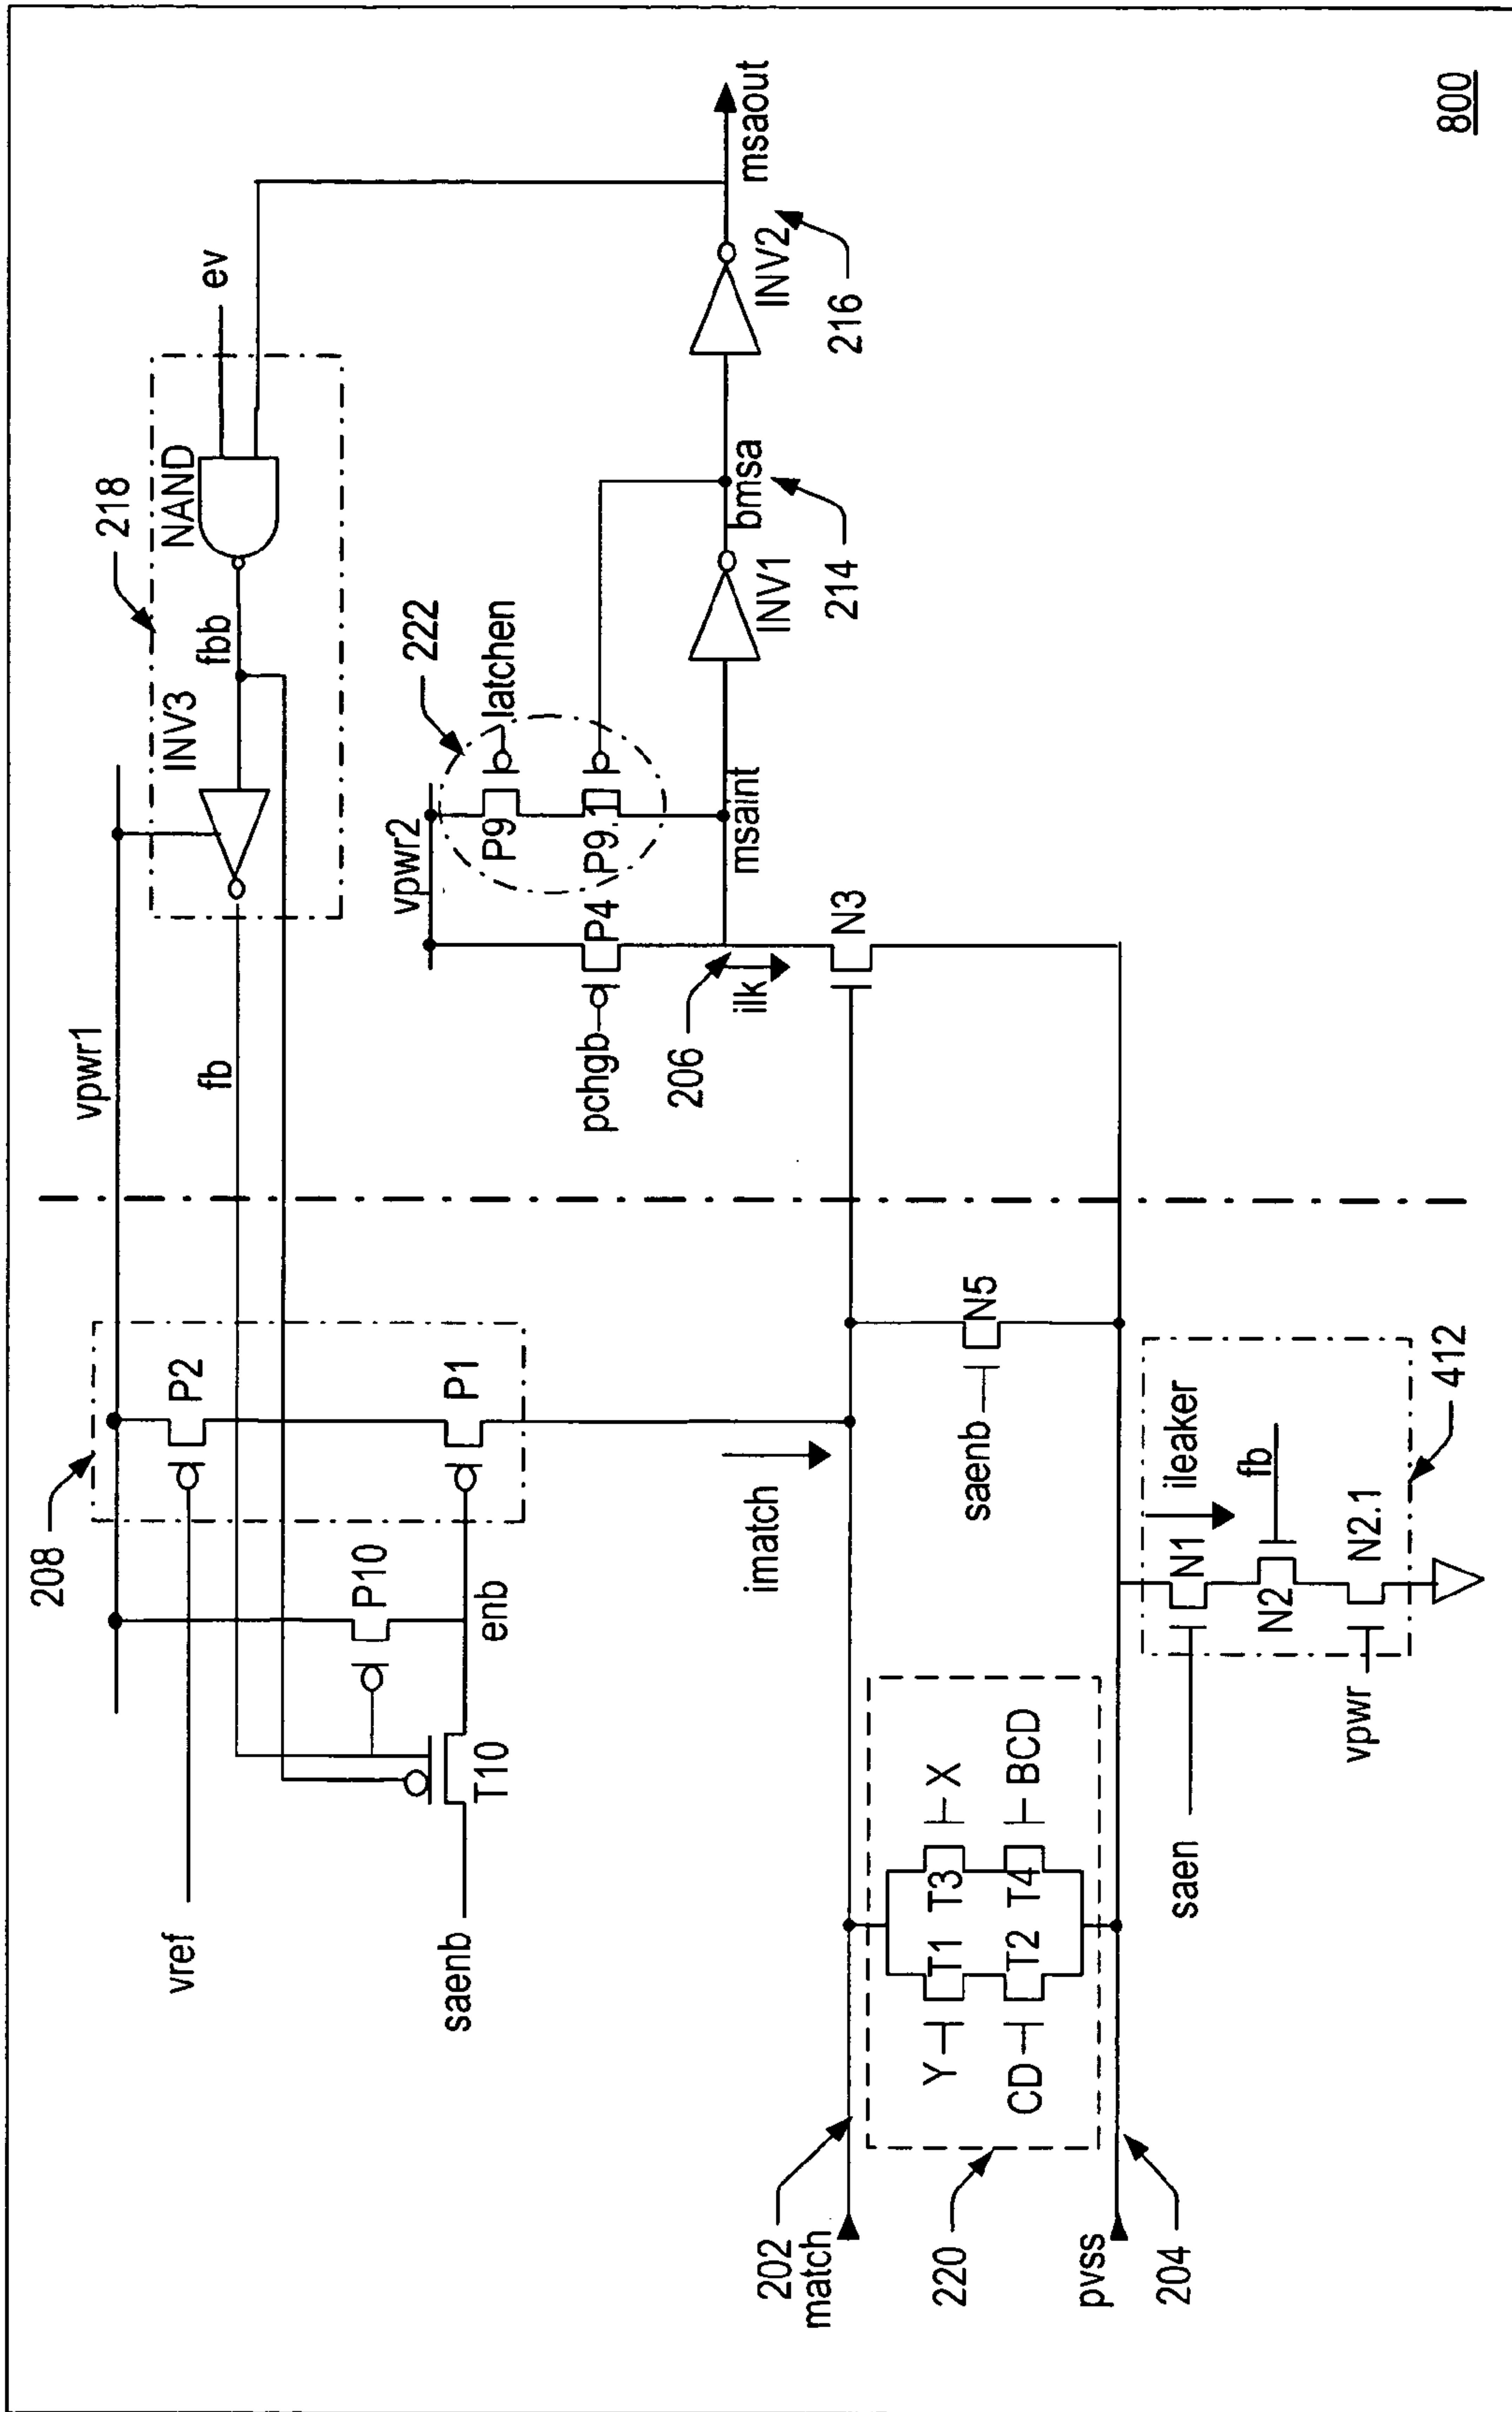 800
208
vpwr1
218
P2
P10
P1
enb
T10
vref
saenb
fb
INV3
fbb
NAND
ev
222
vpwr2
P9
latchen
P4
P9.1
pchgb
206
ilk
msaint
N3
INV1
bmsa
214
INV2
216
msaout
imatch
saenb
N5
202
match
220
Y
T1
T3
X
CD
T2
T4
BCD
pvss
204
ileaker
saen
N1
fb
N2
vpwr
N2.1
412